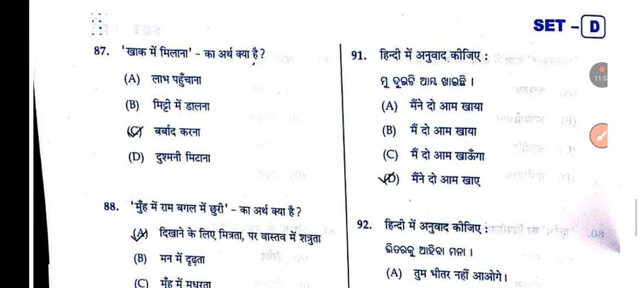 SET - D
87. 'खाक में मिलाना' - का अर्थ क्या है ?
(A) लाभ पहुँचाना
(B) मिट्टी में डालना
(C) बर्बाद करना
(D) दुश्मनी मिटाना
88. 'मुँह में राम बगल में छुरी' - का अर्थ क्या है ?
(A) दिखाने के लिए मित्रता, पर वास्तव में शत्रुता
(B) मन में दृढ़ता
(C) मुँह में मधुरता
91. हिन्दी में अनुवाद कीजिए :
ମୁଁ ଦୁଇଟି ଆମ୍ବ ଖାଇଛି ।
(A) मैंने दो आम खाया
(B) मैं दो आम खाया
(C) मैं दो आम खाऊँगा
(D) मैंने दो आम खाए
92. हिन्दी में अनुवाद कीजिए :
ଭିତରକୁ ଆସିବା ମନା ।
(A) तुम भीतर नहीं आओगे ।